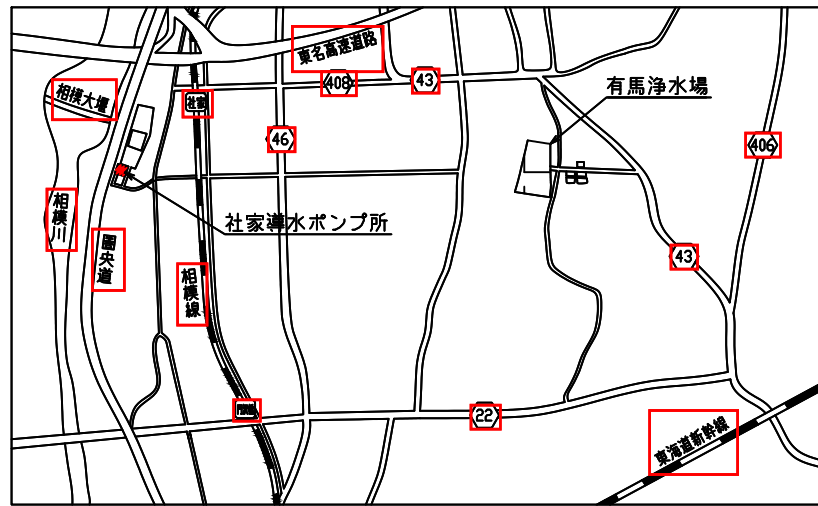 東名高速道路
408
43
有馬浄水場
相模大堰
社家
46
406
相模川
社家導水ポンプ所
圏央道
43
相模線
門沢橋
22
東海道新幹線